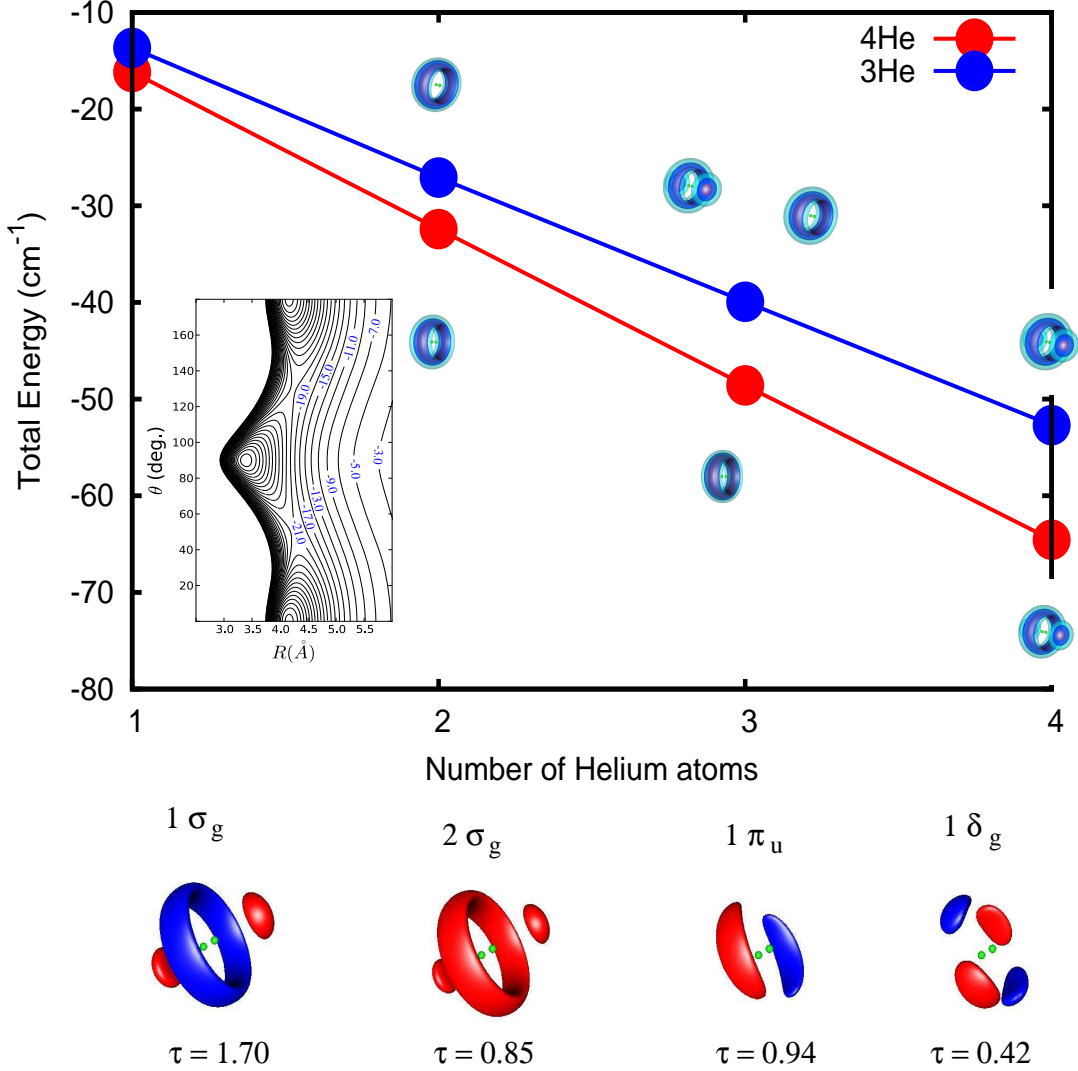 -10
-20
-30
-40
-50
-60
-70
-80
Total Energy (cm⁻¹)
4He
3He
160
140
120
100
80
60
40
20
θ (deg.)
-7.0
-11.0
-15.0
-19.0
-3.0
-5.0
-9.0
-13.0
-17.0
-21.0
3.0 3.5 4.0 4.5 5.0 5.5
R(Å)
1 2 3 4
Number of Helium atoms
1 σg 2 σg 1 πu 1 δg
τ = 1.70 τ = 0.85 τ = 0.94 τ = 0.42